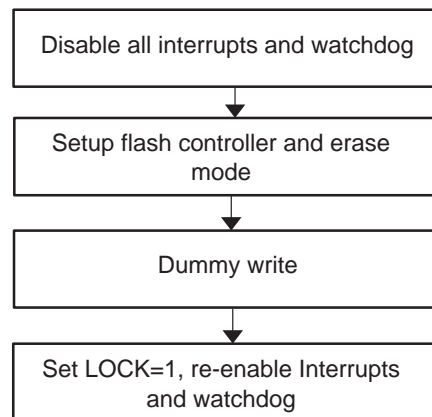 Disable all interrupts and watchdog
Setup flash controller and erase
mode
Dummy write
Set LOCK=1, re-enable Interrupts
and watchdog